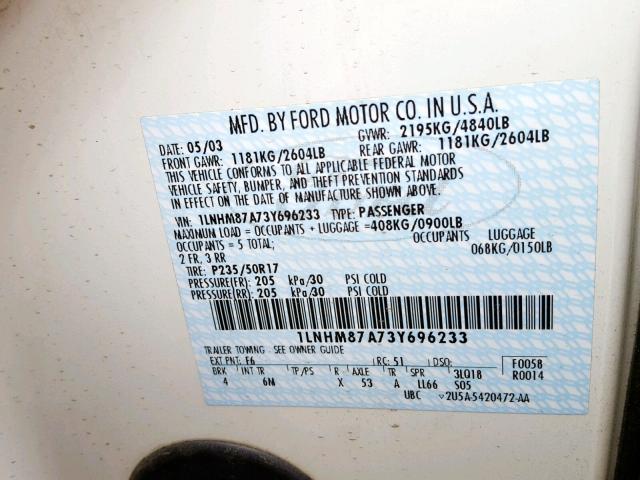 MFD. BY FORD MOTOR CO. IN U.S.A.
DATE: 05/03 GVWR: 2195KG/4840LB
FRONT GAWR: 1181KG/2604LB REAR GAWR: 1181KG/2604LB
THIS VEHICLE CONFORMS TO ALL APPLICABLE FEDERAL MOTOR
VEHICLE SAFETY, BUMPER, AND THEFT PREVENTION STANDARDS
IN EFFECT ON THE DATE OF MANUFACTURE SHOWN ABOVE.
VIN: 1LNHM87A73Y696233 TYPE: PASSENGER
MAXIMUM LOAD = OCCUPANTS + LUGGAGE = 408KG/0900LB
OCCUPANTS = 5 TOTAL; OCCUPANTS LUGGAGE
2 FR, 3 RR 068KG/0150LB
TIRE: P235/50R17
PRESSURE(FR): 205 kPa/30 PSI COLD
PRESSURE(RR): 205 kPa/30 PSI COLD
1LNHM87A73Y696233
TRAILER TOWING - SEE OWNER GUIDE
EXT PNT: F6 RC: 51 DSO: F0058
BRK INT TR TP/PS R AXLE TR SPR 3L018 R0014
4 6M X 53 A LL66 S05
UBC 2U5A-5420472-AA